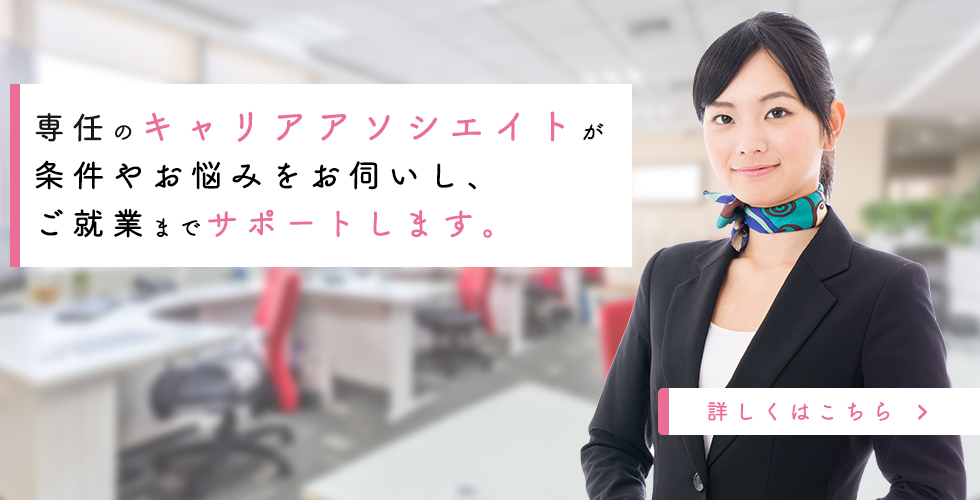 専任のキャリアアソシエイトが
条件やお悩みをお伺いし、
ご就業までサポートします。
詳しくはこちら >